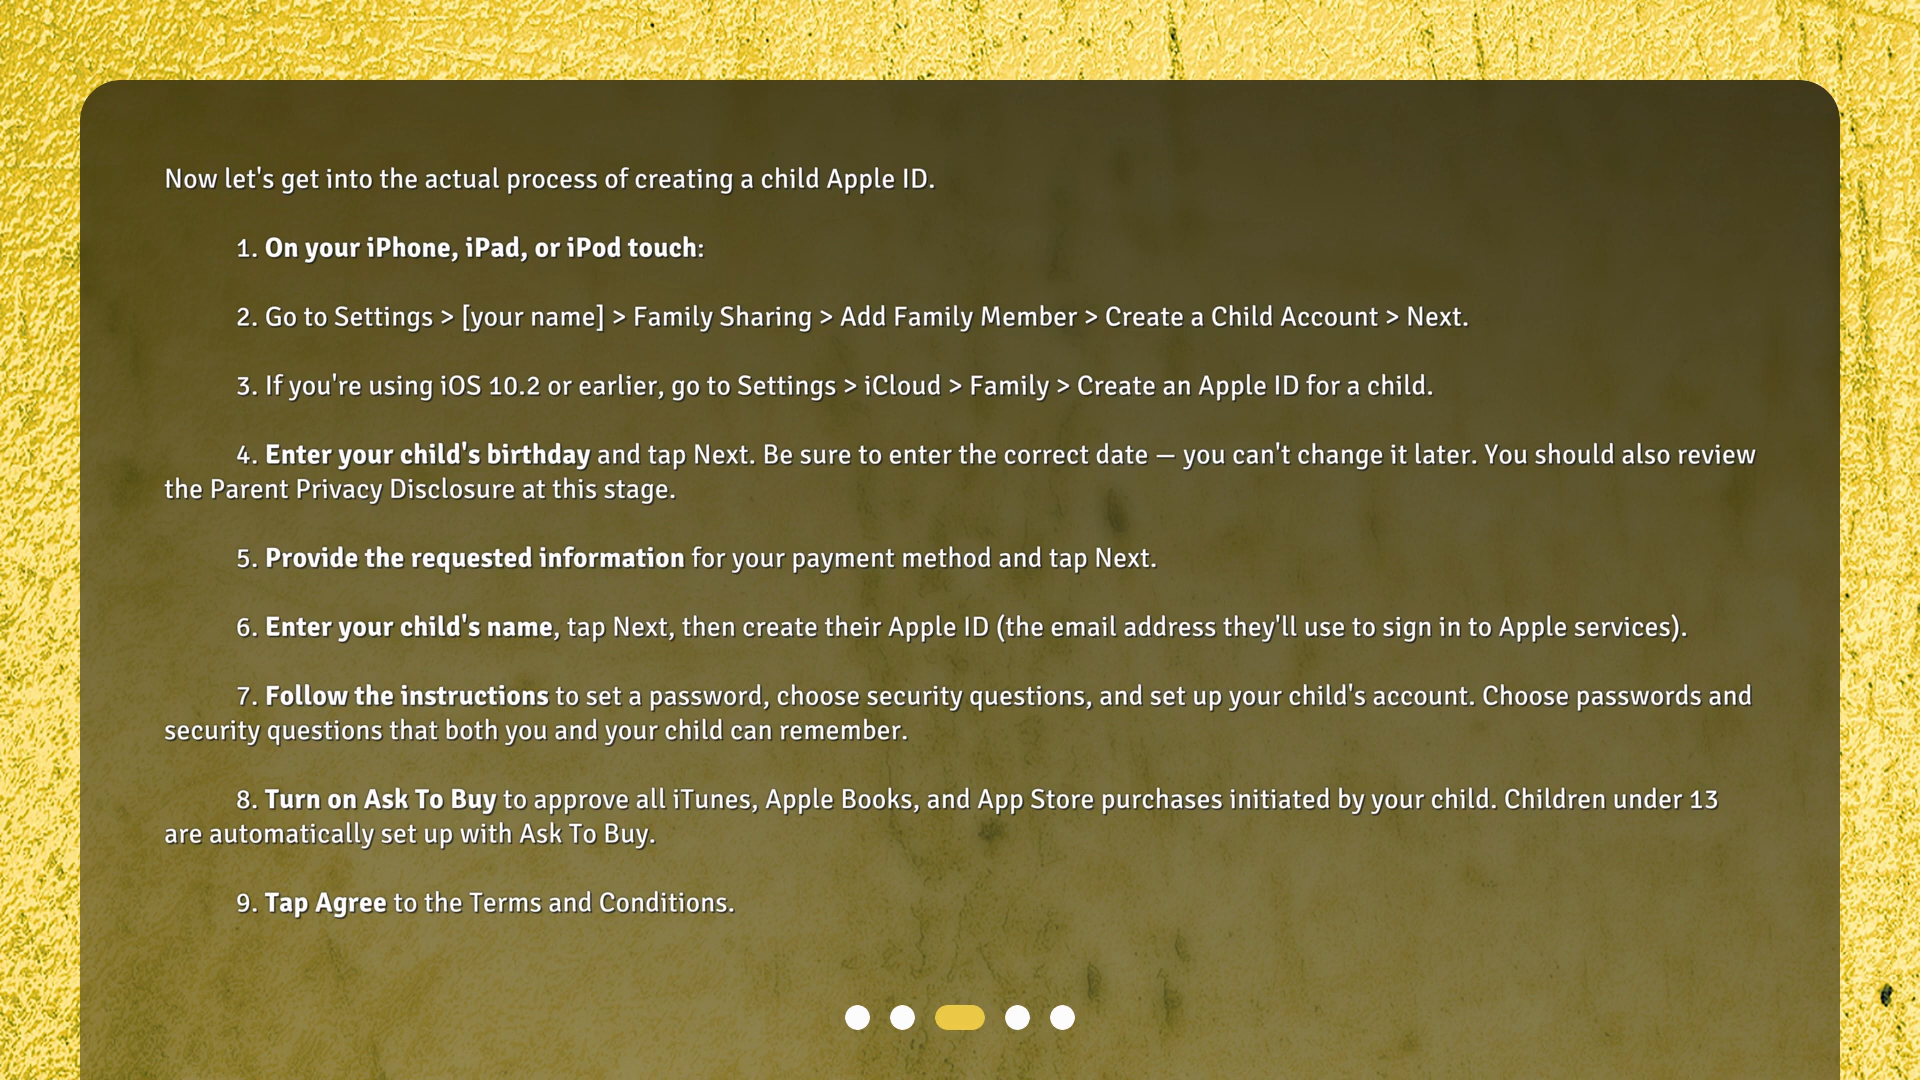 Now let's get into the actual process of creating a child Apple ID.
1. On your iPhone, iPad, or iPod touch:
2. Go to Settings > [your name] > Family Sharing > Add Family Member > Create a Child Account > Next.
3. If you're using iOS 10.2 or earlier, go to Settings > iCloud > Family > Create an Apple ID for a child.
4. Enter your child's birthday and tap Next. Be sure to enter the correct date — you can't change it later. You should also review
the Parent Privacy Disclosure at this stage.
5. Provide the requested information for your payment method and tap Next.
6. Enter your child's name, tap Next, then create their Apple ID (the email address they'll use to sign in to Apple services).
7. Follow the instructions to set a password, choose security questions, and set up your child's account. Choose passwords and
security questions that both you and your child can remember.
8. Turn on Ask To Buy to approve all iTunes, Apple Books, and App Store purchases initiated by your child. Children under 13
are automatically set up with Ask To Buy.
9. Tap Agree to the Terms and Conditions.